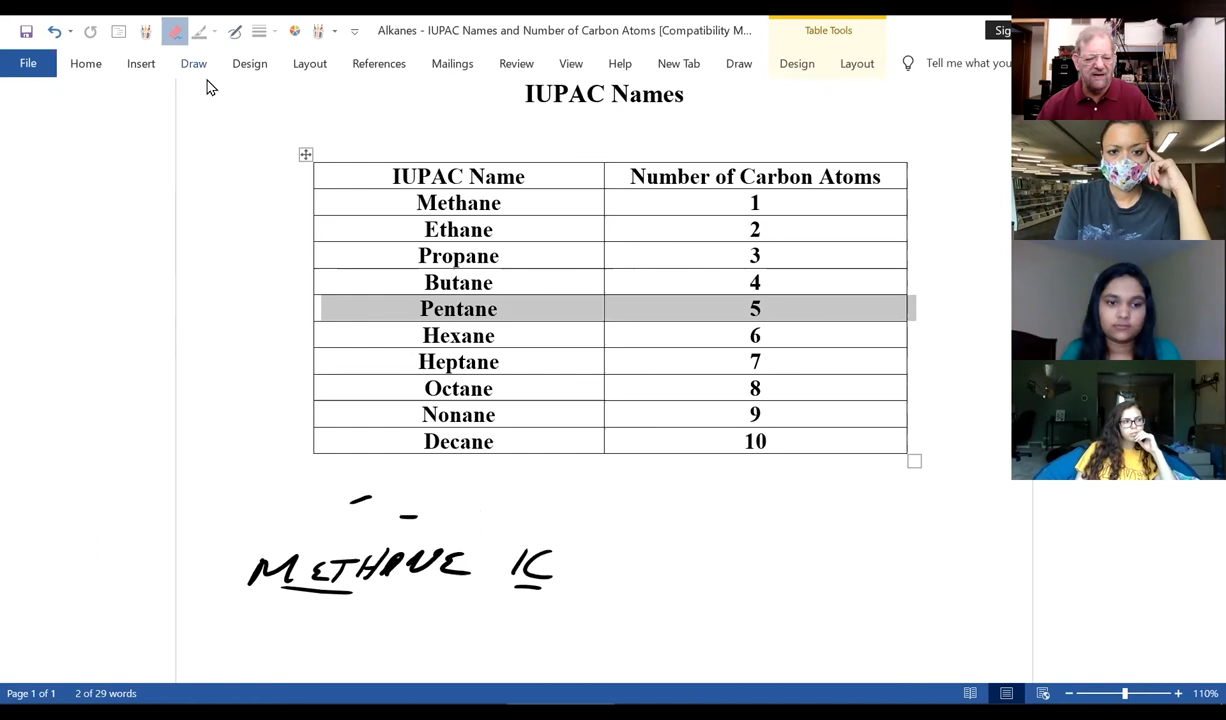 Alkanes - IUPAC Names and Number of Carbon Atoms [Compatibility M...
Table Tools
Sig
File Home Insert Draw Design Layout References Mailings Review View Help New Tab Draw Design Layout Tell me what you
IUPAC Names
IUPAC Name Number of Carbon Atoms
Methane 1
Ethane 2
Propane 3
Butane 4
Pentane 5
Hexane 6
Heptane 7
Octane 8
Nonane 9
Decane 10
METHANE 1C
Page 1 of 1 2 of 29 words 110%